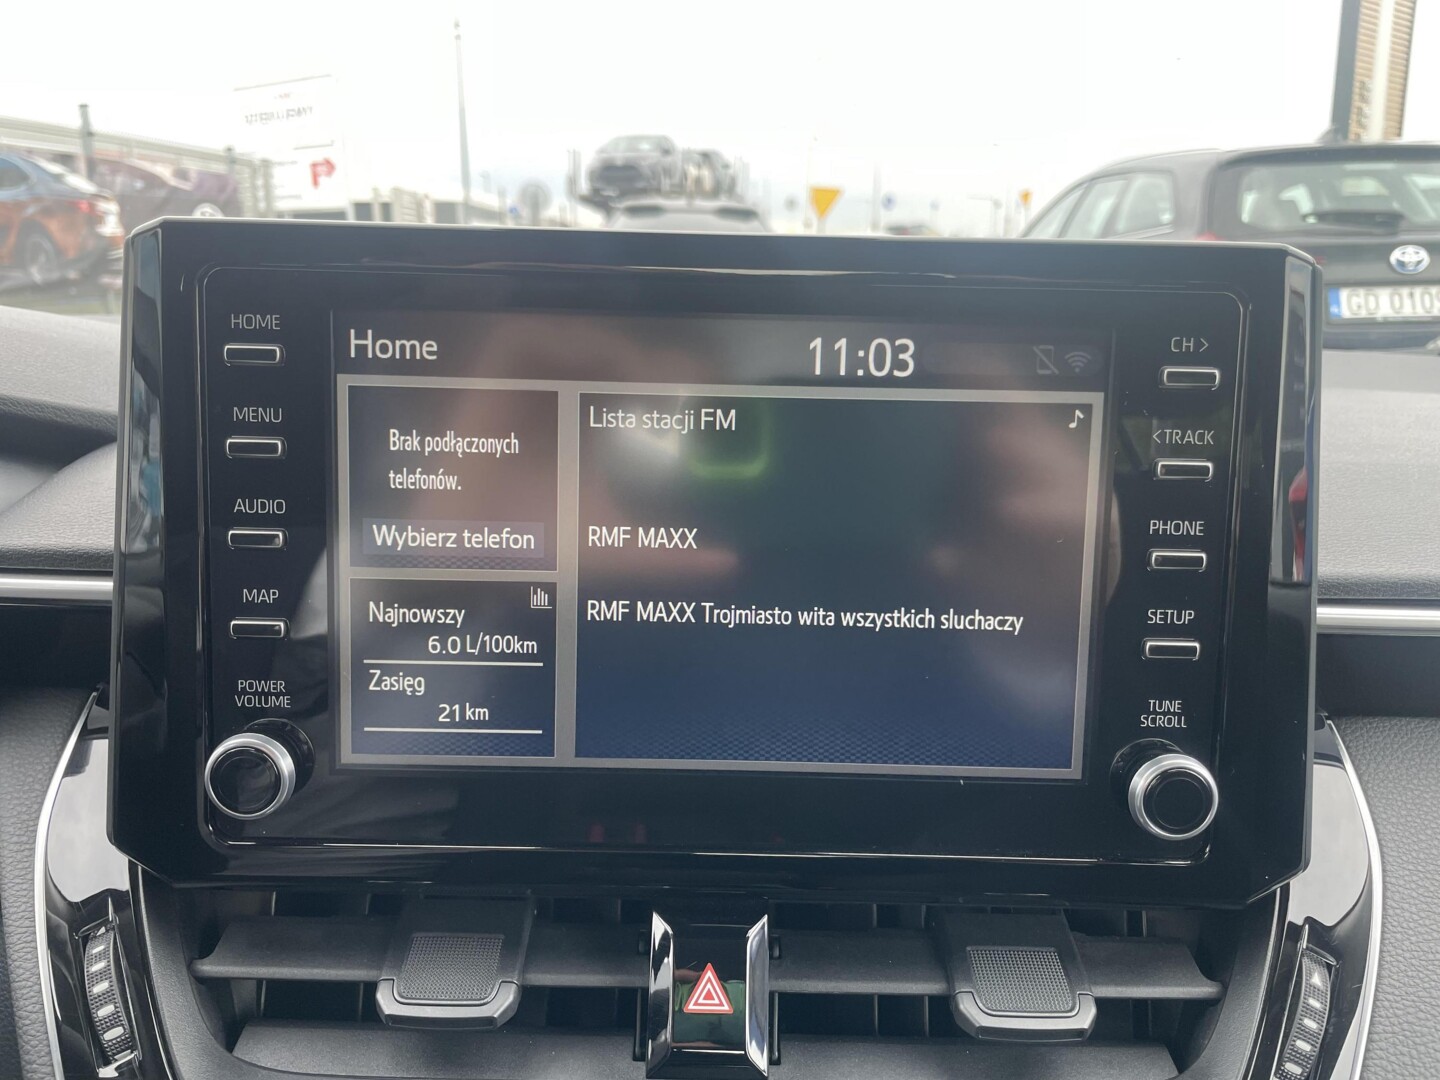 HOME
MENU
AUDIO
MAP
POWER
VOLUME
Home
11:03
Brak podłączonych
telefonów.
Wybierz telefon
Najnowszy
6.0 L/100km
Zasięg
21 km
Lista stacji FM
RMF MAXX
RMF MAXX Trojmiasto wita wszystkich sluchaczy
CH >
< TRACK
PHONE
SETUP
TUNE
SCROLL